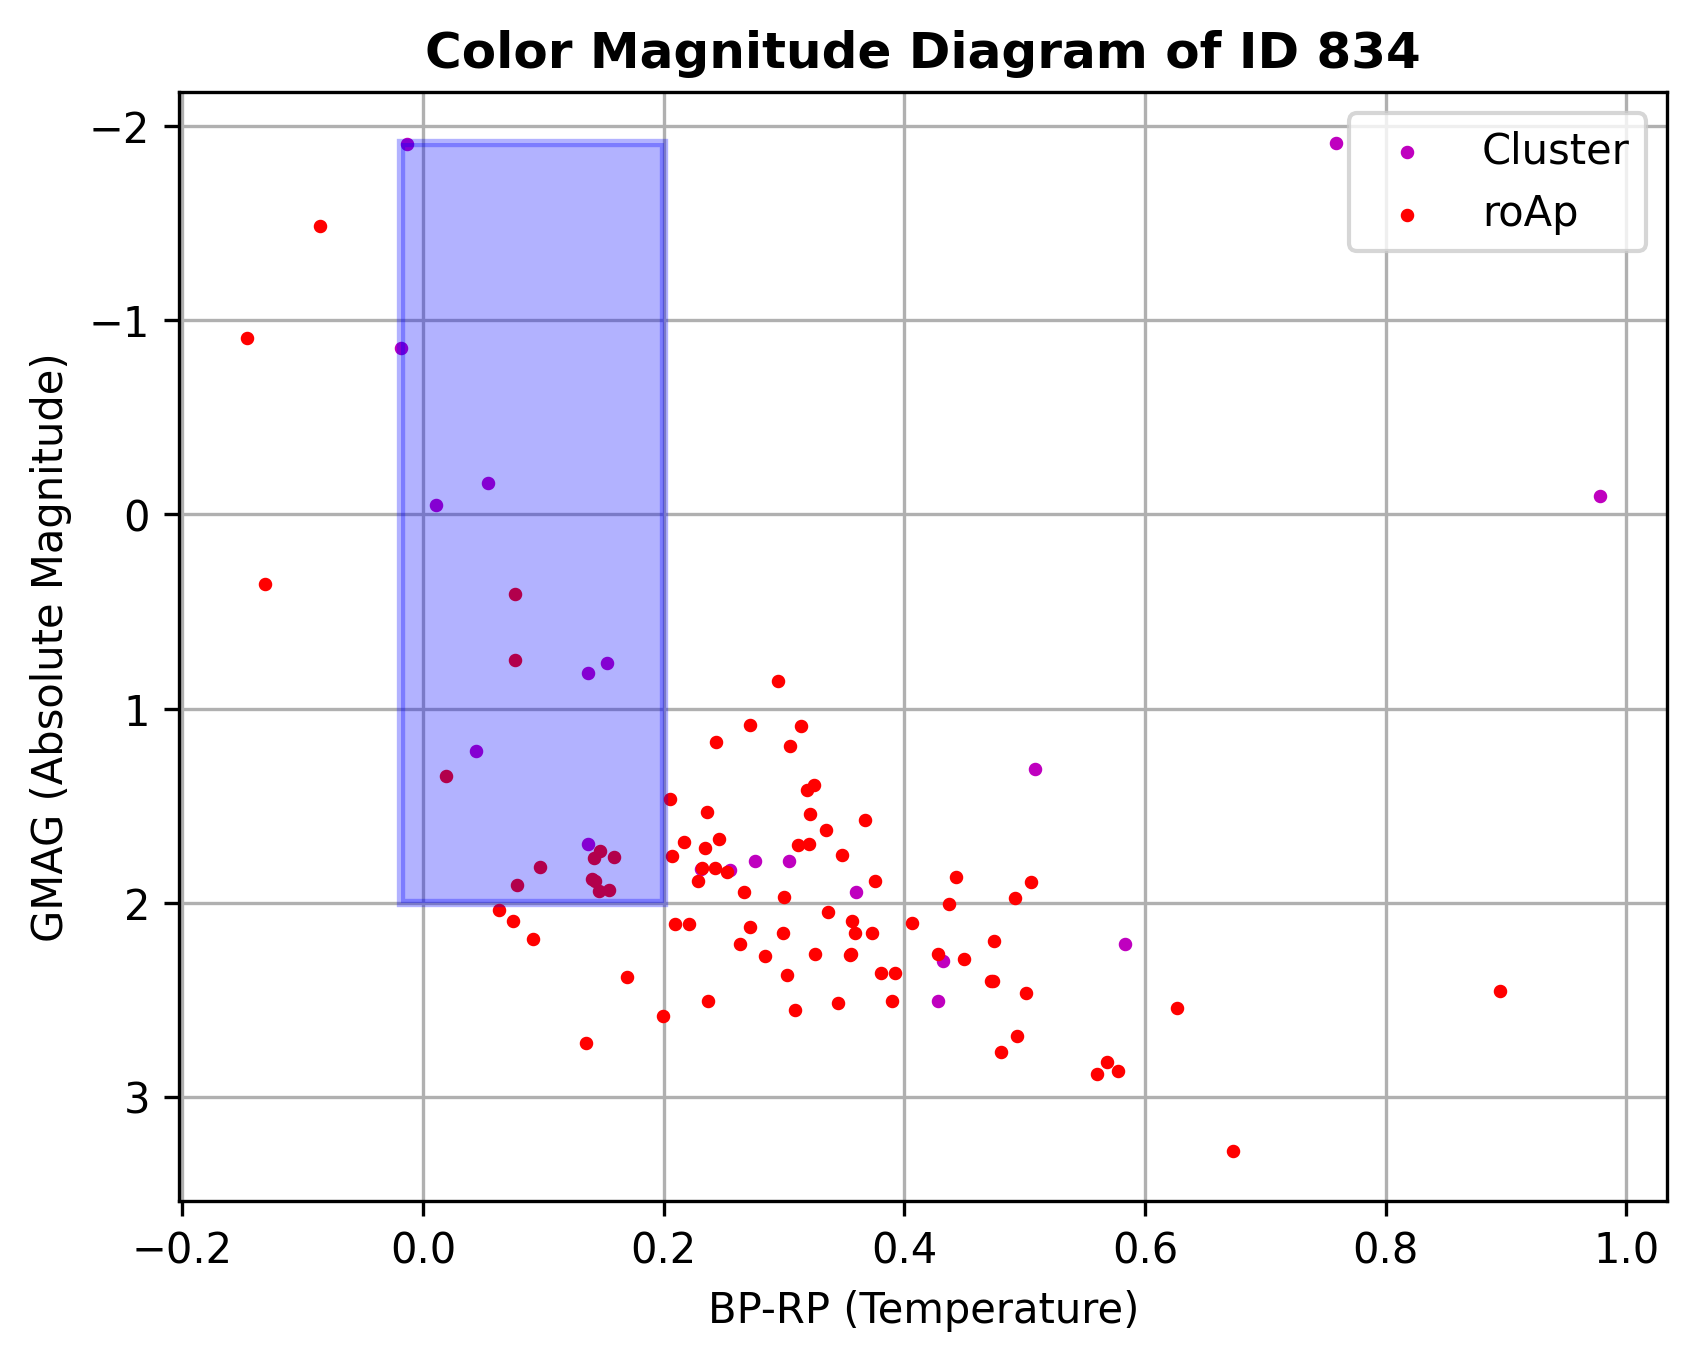 Color Magnitude Diagram of ID 834
Cluster
roAp
GMAG (Absolute Magnitude)
−2
−1
0
1
2
3
−0.2 0.0 0.2 0.4 0.6 0.8 1.0
BP-RP (Temperature)